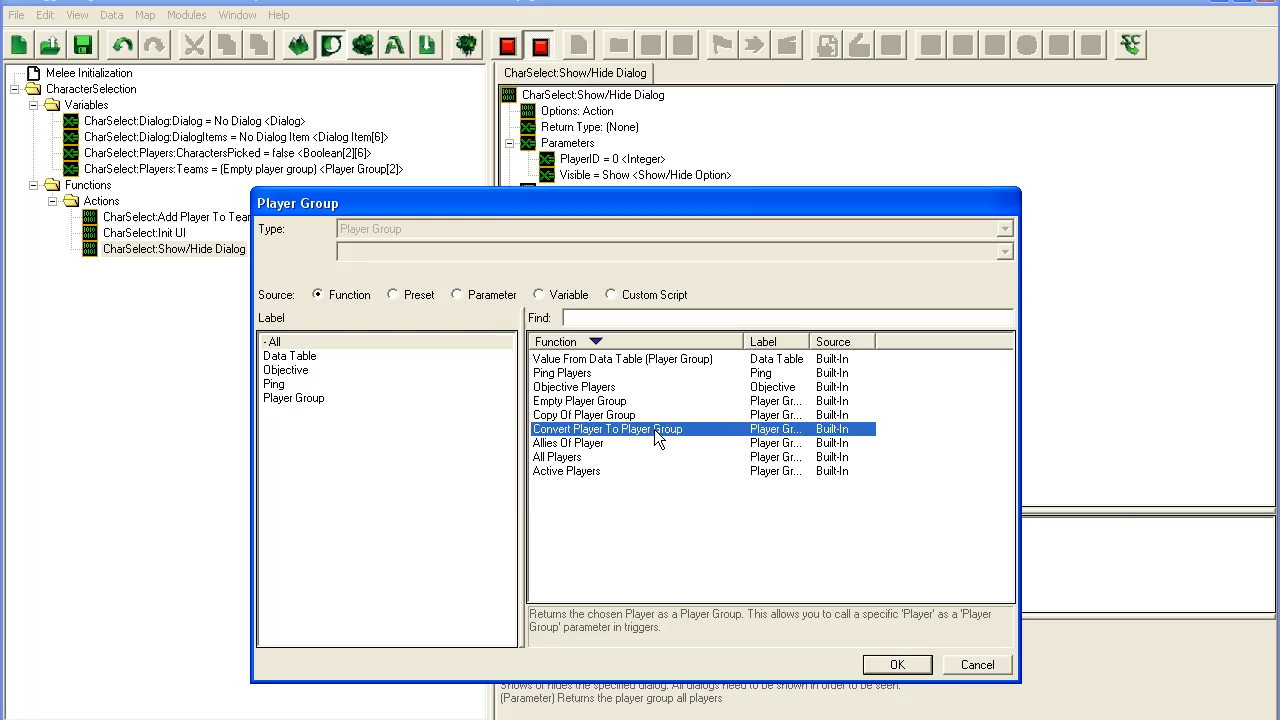 File Edit View Data Map Modules Window Help
Melee Initialization
CharacterSelection
Variables
CharSelect:Dialog:Dialog = No Dialog <Dialog>
CharSelect:Dialog:DialogItems = No Dialog Item <Dialog Item[6]>
CharSelect:Players:CharactersPicked = false <Boolean[2][6]>
CharSelect:Players:Teams = (Empty player group) <Player Group[2]>
Functions
Actions
CharSelect:Add Player To Tear
CharSelect:Init UI
CharSelect:Show/Hide Dialog
CharSelect:Show/Hide Dialog
CharSelect:Show/Hide Dialog
Options: Action
Return Type: (None)
Parameters
PlayerID = 0 <Integer>
Visible = Show <Show/Hide Option>
Player Group
Type: Player Group
Source: Function Preset Parameter Variable Custom Script
Label
- All
Data Table
Objective
Ping
Player Group
Find:
Function Label Source
Value From Data Table (Player Group) Data Table Built-In
Ping Players Ping Built-In
Objective Players Objective Built-In
Empty Player Group Player Gr... Built-In
Copy Of Player Group Player Gr... Built-In
Convert Player To Player Group Player Gr... Built-In
Allies Of Player Player Gr... Built-In
All Players Player Gr... Built-In
Active Players Player Gr... Built-In
Returns the chosen Player as a Player Group. This allows you to call a specific 'Player' as a 'Player
Group' parameter in triggers.
OK Cancel
Shows or hides the specified dialog. All dialogs need to be shown in order to be seen.
(Parameter) Returns the player group all players